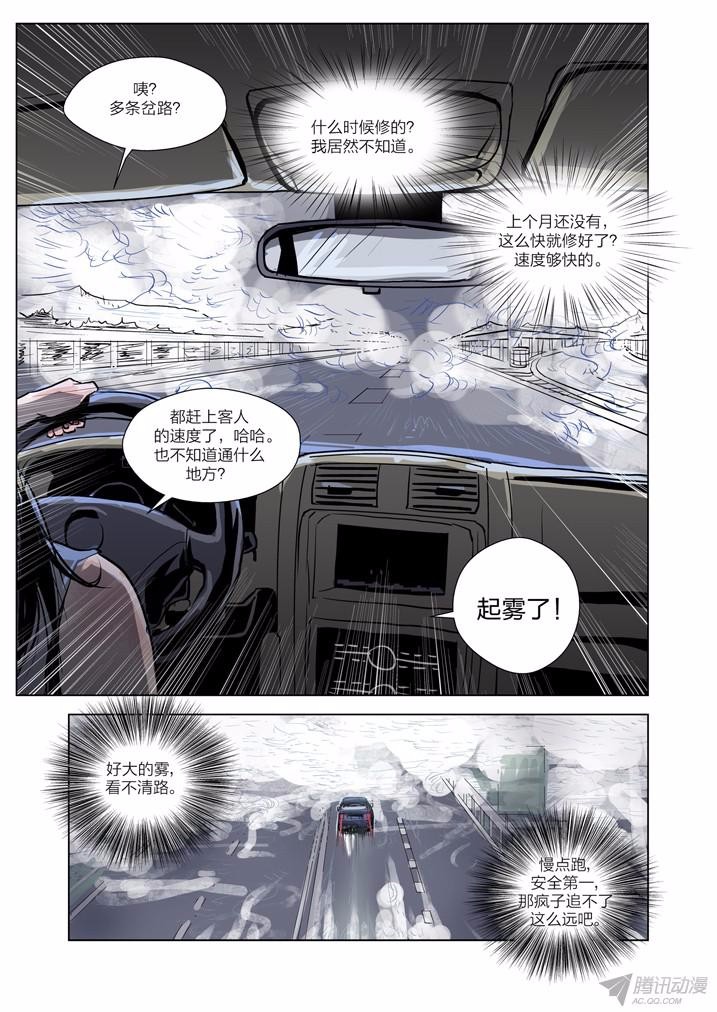 咦?
多条岔路?
什么时候修的?
我居然不知道。
上个月还没有,
这么快就修好了?
速度够快的。
都赶上客人
的速度了，哈哈。
也不知道通什么
地方?
起雾了!
好大的雾,
看不清路。
慢点跑,
安全第一,
那疯子追不了
这么远吧。
腾讯动漫
AC.QQ.COM